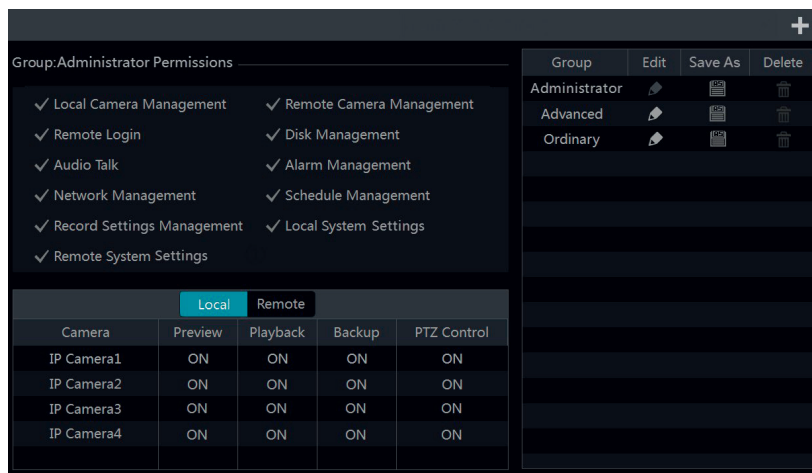 Group:Administrator Permissions
Local Camera Management
Remote Camera Management
Remote Login
Disk Management
Audio Talk
Alarm Management
Network Management
Schedule Management
Record Settings Management
Local System Settings
Remote System Settings
Local Remote
Camera Preview Playback Backup PTZ Control
IP Camera1 ON ON ON ON
IP Camera2 ON ON ON ON
IP Camera3 ON ON ON ON
IP Camera4 ON ON ON ON
Group Edit Save As Delete
Administrator
Advanced
Ordinary